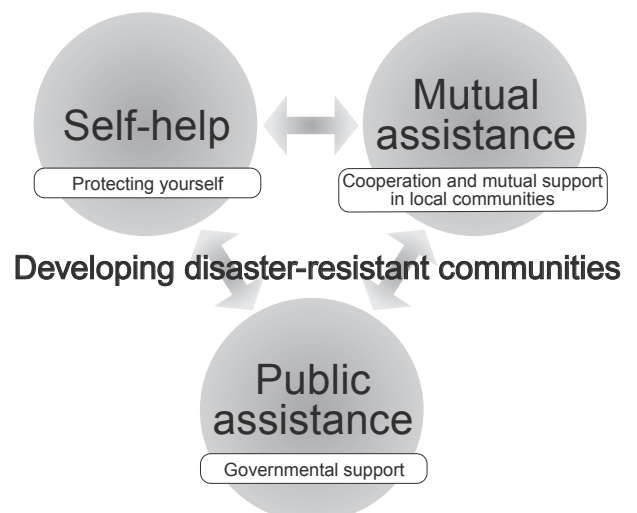 Self-help
Protecting yourself
Mutual
assistance
Cooperation and mutual support
in local communities
Developing disaster-resistant communities
Public
assistance
Governmental support